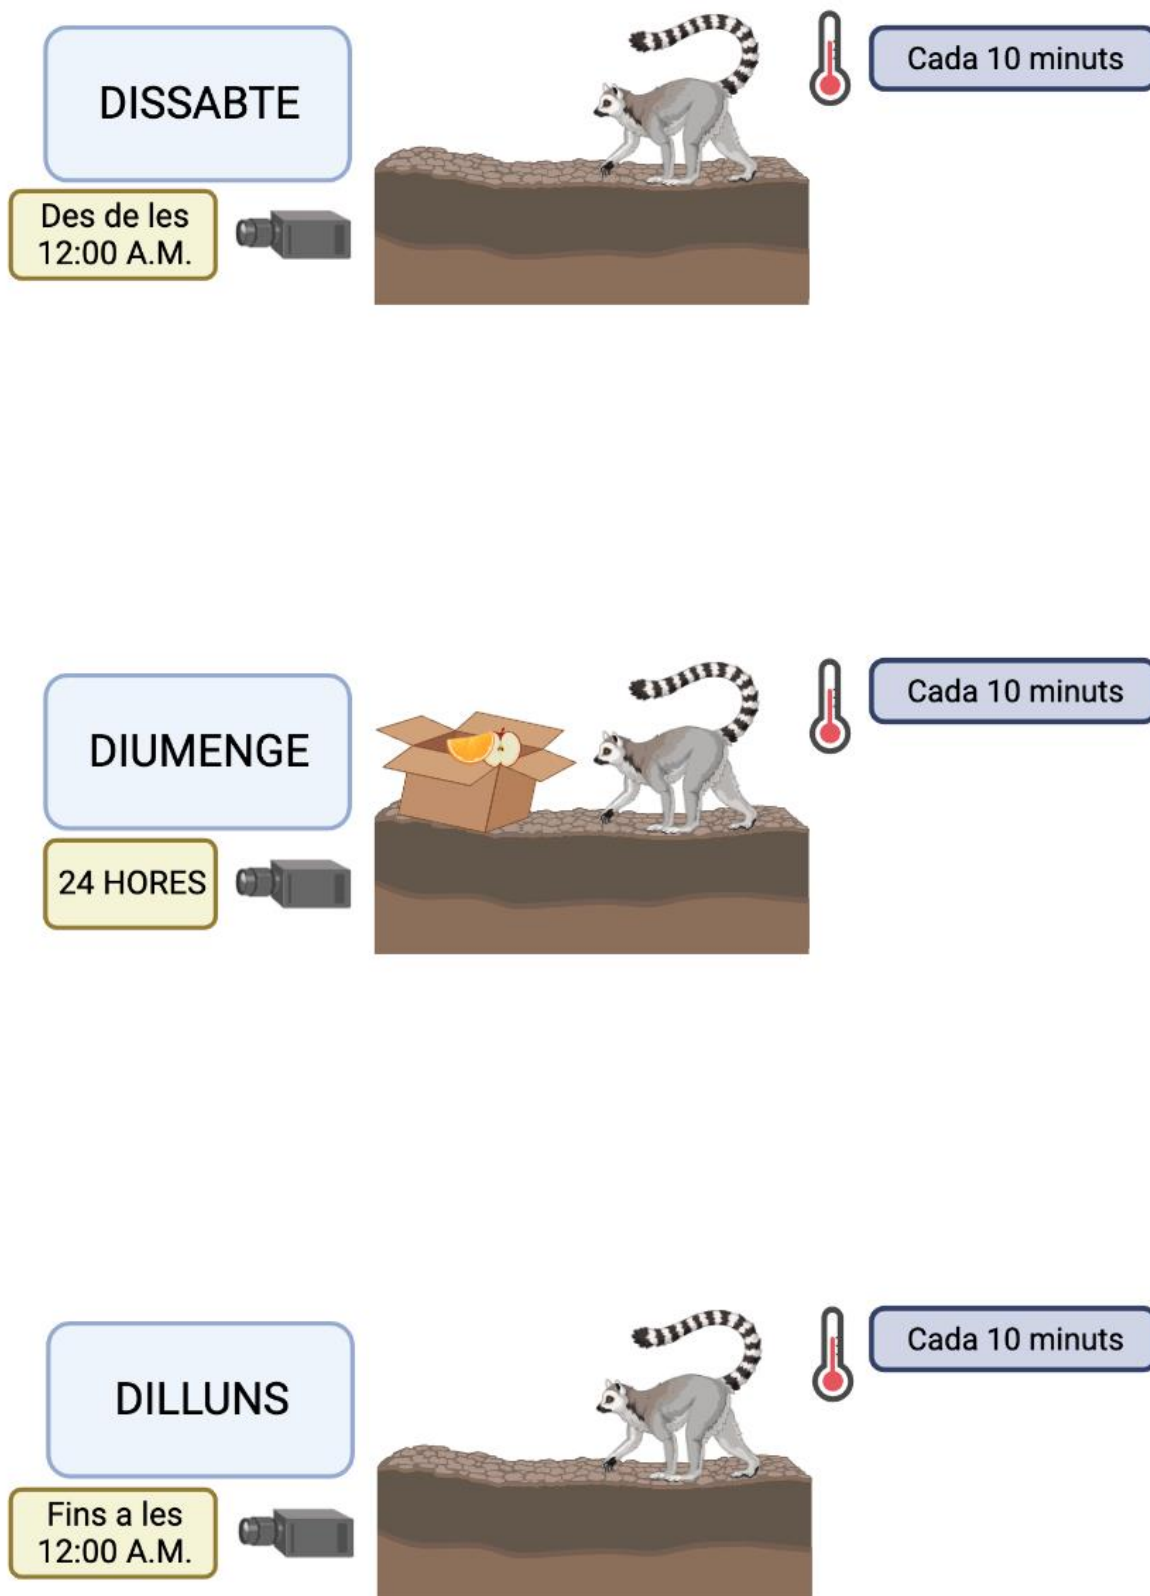 DISSABTE
Cada 10 minuts
Des de les
12:00 A.M.
DIUMENGE
Cada 10 minuts
24 HORES
DILLUNS
Cada 10 minuts
Fins a les
12:00 A.M.